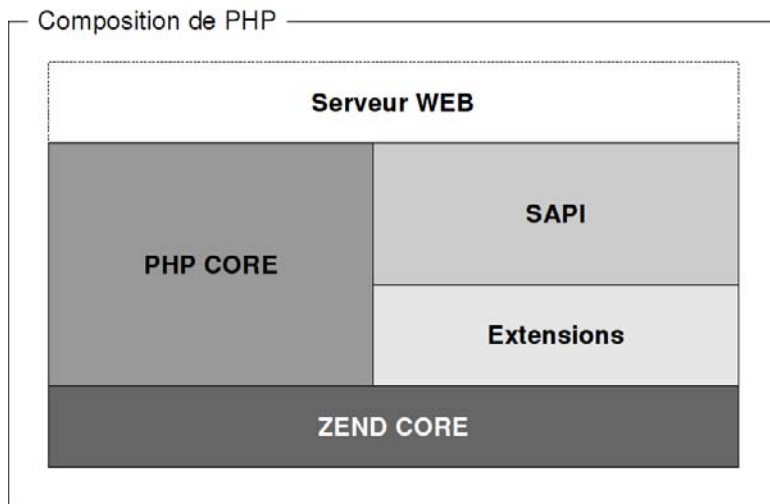 Composition de PHP
Serveur WEB
PHP CORE
SAPI
Extensions
ZEND CORE